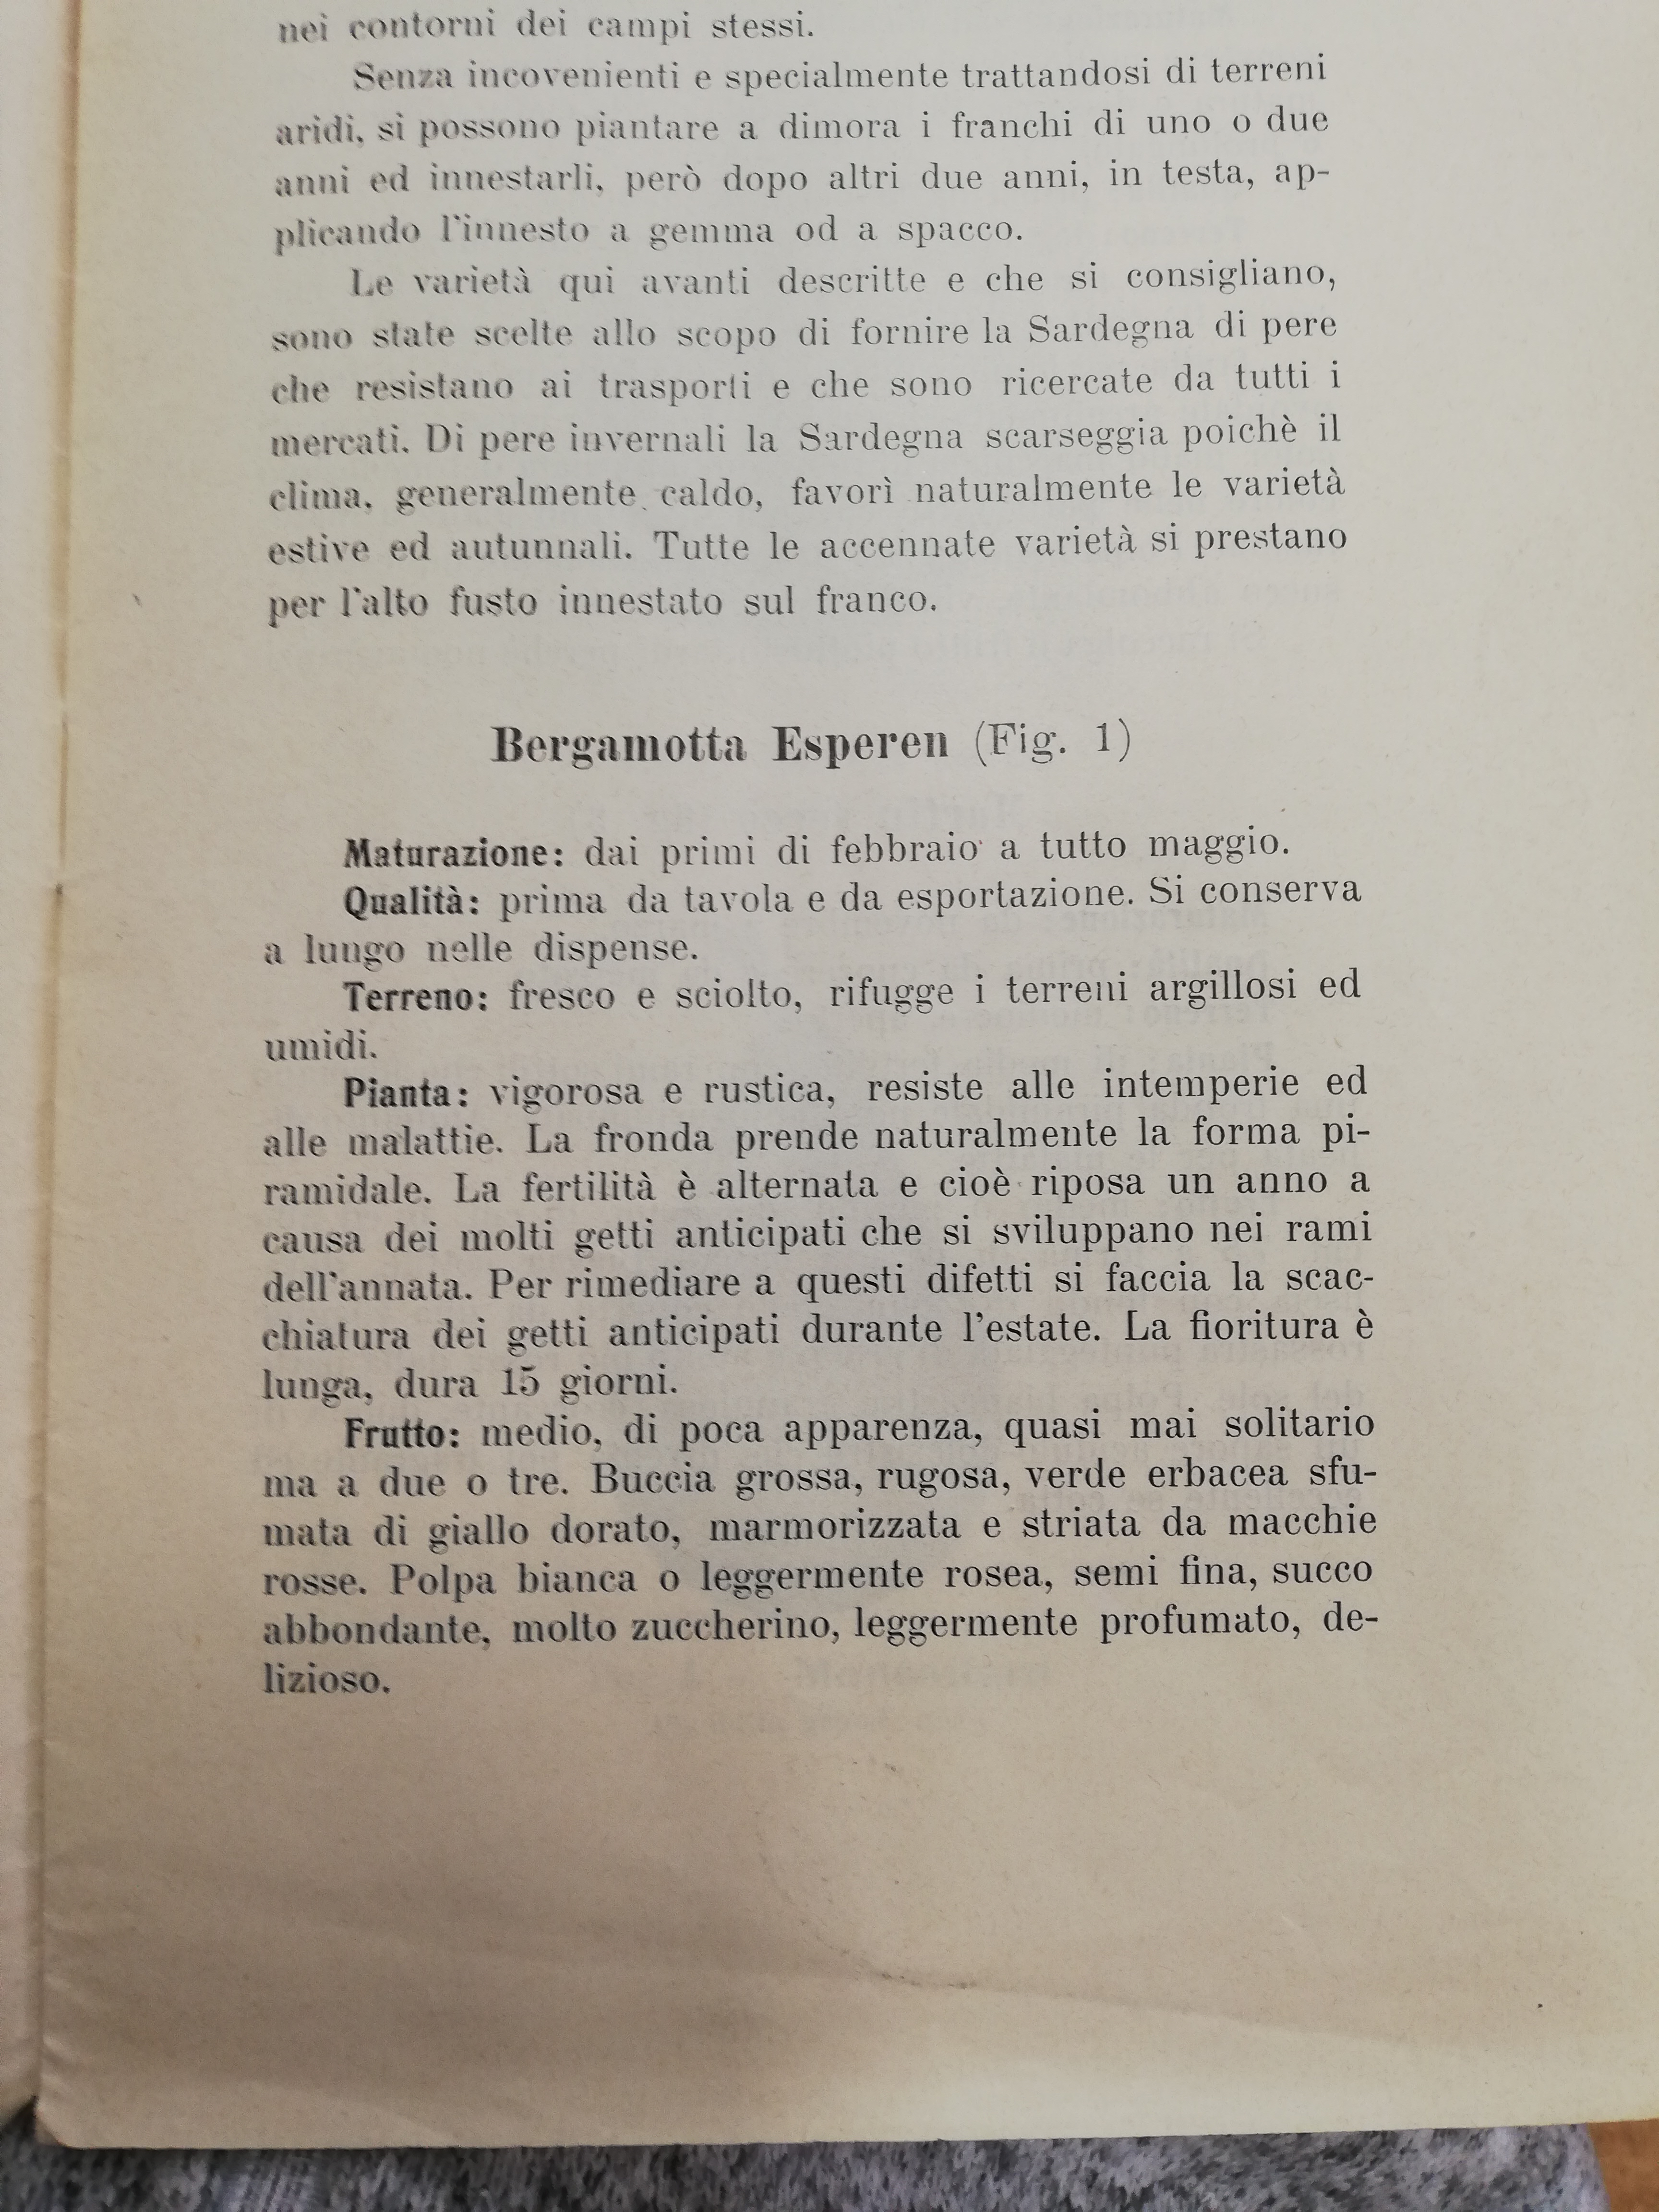 nei contorni dei campi stessi.
Senza incovenienti e specialmente trattandosi di terreni
aridi, si possono piantare a dimora i franchi di uno o due
anni ed innestarli, però dopo altri due anni, in testa, ap-
plicando l'innesto a gemma od a spacco.
Le varietà qui avanti descritte e che si consigliano,
sono state scelte allo scopo di fornire la Sardegna di pere
che resistano ai trasporti e che sono ricercate da tutti i
mercati. Di pere invernali la Sardegna scarseggia poichè il
clima, generalmente caldo, favorì naturalmente le varietà
estive ed autunnali. Tutte le accennate varietà si prestano
per l'alto fusto innestato sul franco.
Bergamotta Esperen (Fig. 1)
Maturazione: dai primi di febbraio a tutto maggio.
Qualità: prima da tavola e da esportazione. Si conserva
a lungo nelle dispense.
Terreno: fresco e sciolto, rifugge i terreni argillosi ed
umidi.
Pianta: vigorosa e rustica, resiste alle intemperie ed
alle malattie. La fronda prende naturalmente la forma pi-
ramidale. La fertilità è alternata e cioè riposa un anno a
causa dei molti getti anticipati che si sviluppano nei rami
dell'annata. Per rimediare a questi difetti si faccia la scac-
chiatura dei getti anticipati durante l'estate. La fioritura è
lunga, dura 15 giorni.
Frutto: medio, di poca apparenza, quasi mai solitario
ma a due o tre. Buccia grossa, rugosa, verde erbacea sfu-
mata di giallo dorato, marmorizzata e striata da macchie
rosse. Polpa bianca o leggermente rosea, semi fina, succo
abbondante, molto zuccherino, leggermente profumato, de-
lizioso.